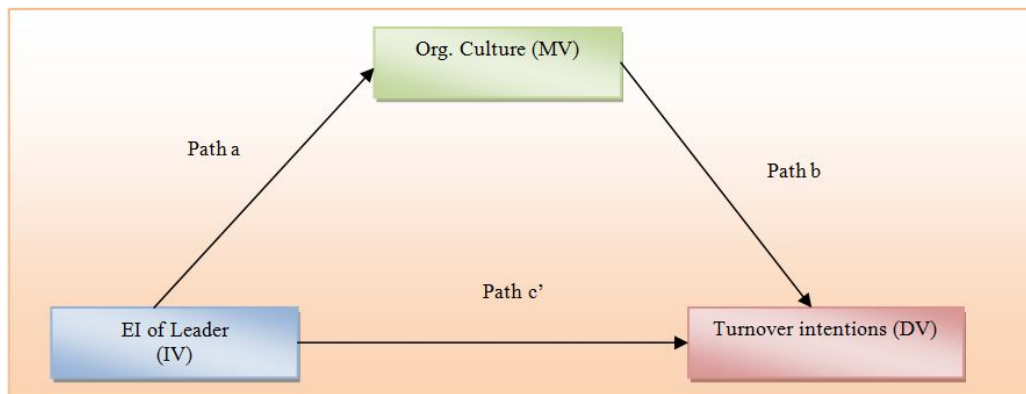 Org. Culture (MV)
Path a
Path b
Path c’
EI of Leader
(IV)
Turnover intentions (DV)